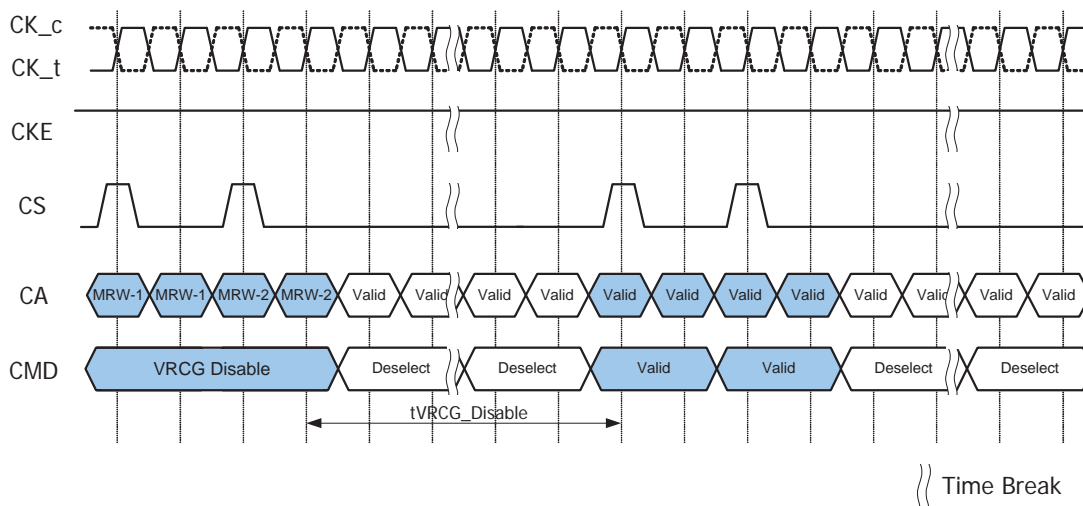 CK_c
CK_t
CKE
CS
CA MRW-1 MRW-1 MRW-2 MRW-2 Valid Valid Valid Valid Valid Valid Valid Valid Valid Valid Valid Valid
CMD VRCG Disable Deselect Deselect Valid Valid Deselect Deselect
tVRCG_Disable
Time Break